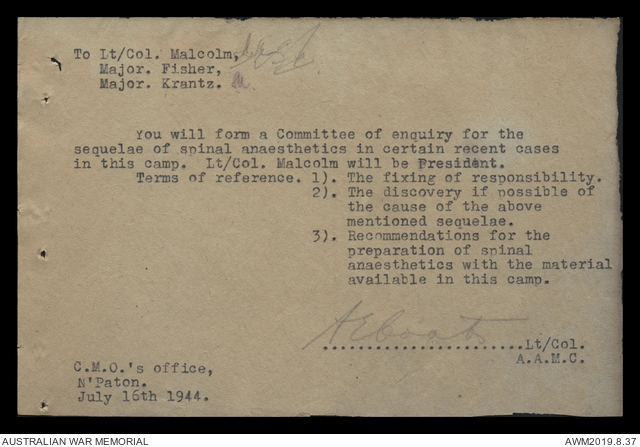 To Lt/Col. Malcolm,
Major. Fisher,
Major. Krantz.
You will form a Committee of enquiry for the
sequelae of spinal anaesthetics in certain recent cases
in this camp. Lt/Col. Malcolm will be President.
Terms of reference. 1). The fixing of responsibility.
2). The discovery if possible of
the cause of the above
mentioned sequelae.
3). Recommendations for the
preparation of spinal
anaesthetics with the material
available in this camp.
AECoates
........................Lt/Col.
A.A.M.C.
C.M.O.'s office,
N'Paton.
July 16th 1944.
AUSTRALIAN WAR MEMORIAL
AWM2019.8.37